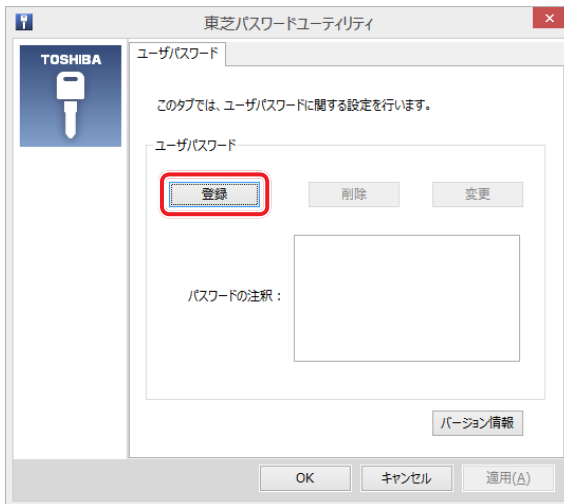 東芝パスワードユーティリティ
TOSHIBA
ユーザパスワード
このタブでは、ユーザパスワードに関する設定を行います。
ユーザパスワード
登録 削除 変更
パスワードの注釈：
バージョン情報
OK キャンセル 適用(A)